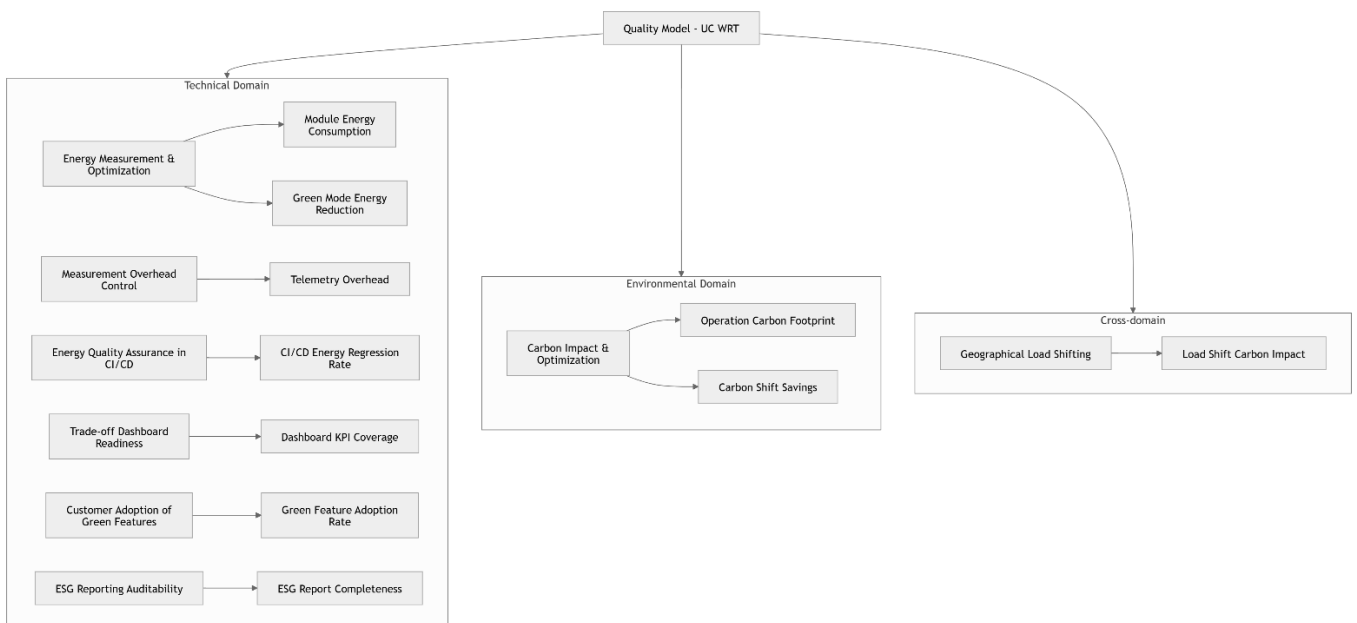 Quality Model - UC WRT
Technical Domain
Energy Measurement &
Optimization
Module Energy
Consumption
Green Mode Energy
Reduction
Measurement Overhead
Control
Telemetry Overhead
Energy Quality Assurance in
CI/CD
CI/CD Energy Regression
Rate
Trade-off Dashboard
Readiness
Dashboard KPI Coverage
Customer Adoption of
Green Features
Green Feature Adoption
Rate
ESG Reporting Auditability
ESG Report Completeness
Environmental Domain
Carbon Impact &
Optimization
Operation Carbon Footprint
Carbon Shift Savings
Cross-domain
Geographical Load Shifting
Load Shift Carbon Impact